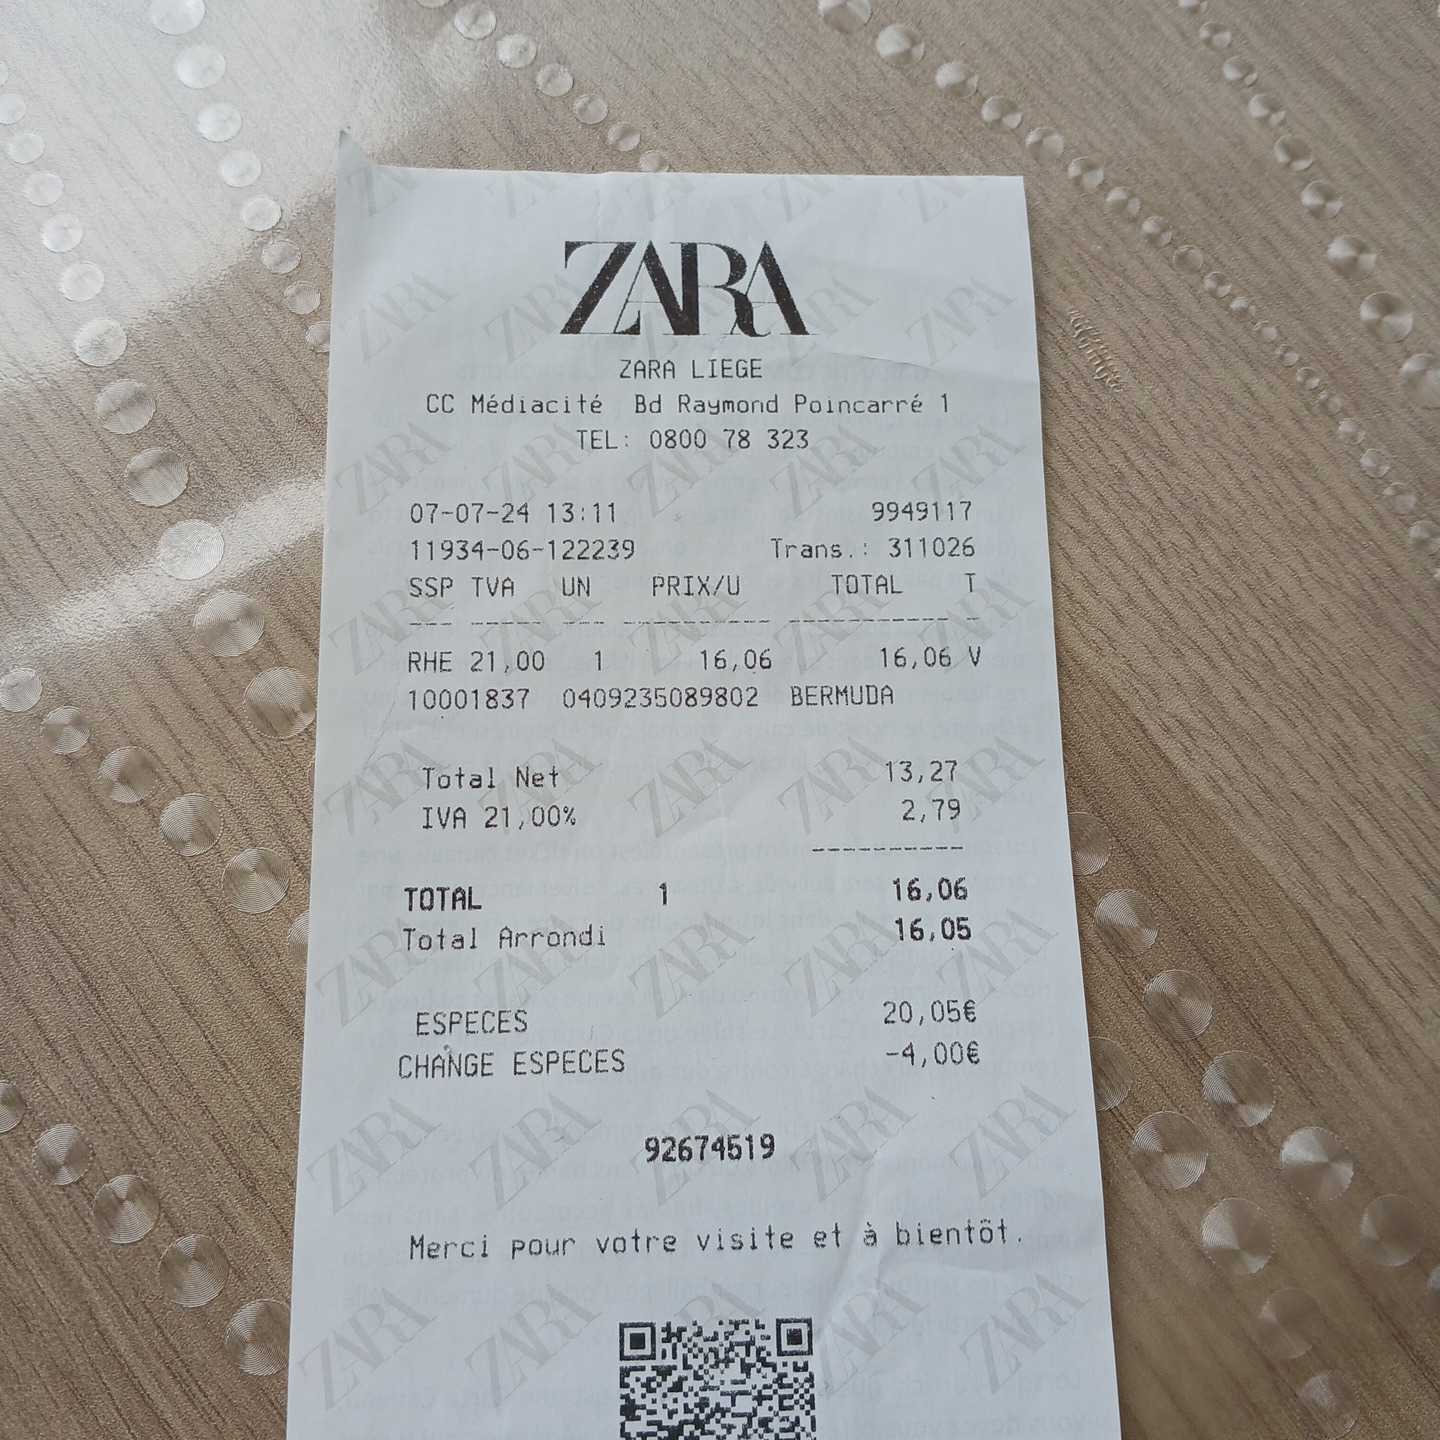 ZARA
ZARA LIEGE
CC Médiacité Bd Raymond Poincarré 1
TEL: 0800 78 323
07-07-24 13:11 9949117
11934-06-122239 Trans.: 311026
SSP TVA UN PRIX/U TOTAL T
RHE 21,00 1 16,06 16,06 V
10001837 0409235089802 BERMUDA
Total Net 13,27
IVA 21,00% 2,79
TOTAL 1 16,06
Total Arrondi 16,05
ESPECES 20,05€
CHANGE ESPECES -4,00€
92674519
Merci pour votre visite et à bientôt.